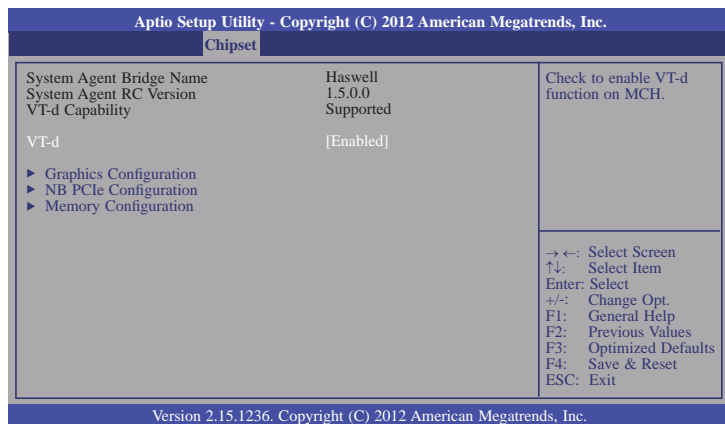 Aptio Setup Utility - Copyright (C) 2012 American Megatrends, Inc.
Chipset
System Agent Bridge Name Haswell
System Agent RC Version 1.5.0.0
VT-d Capability Supported
VT-d [Enabled]
▶ Graphics Configuration
▶ NB PCIe Configuration
▶ Memory Configuration
Check to enable VT-d
function on MCH.
→←: Select Screen
↑↓: Select Item
Enter: Select
+/-: Change Opt.
F1: General Help
F2: Previous Values
F3: Optimized Defaults
F4: Save & Reset
ESC: Exit
Version 2.15.1236. Copyright (C) 2012 American Megatrends, Inc.